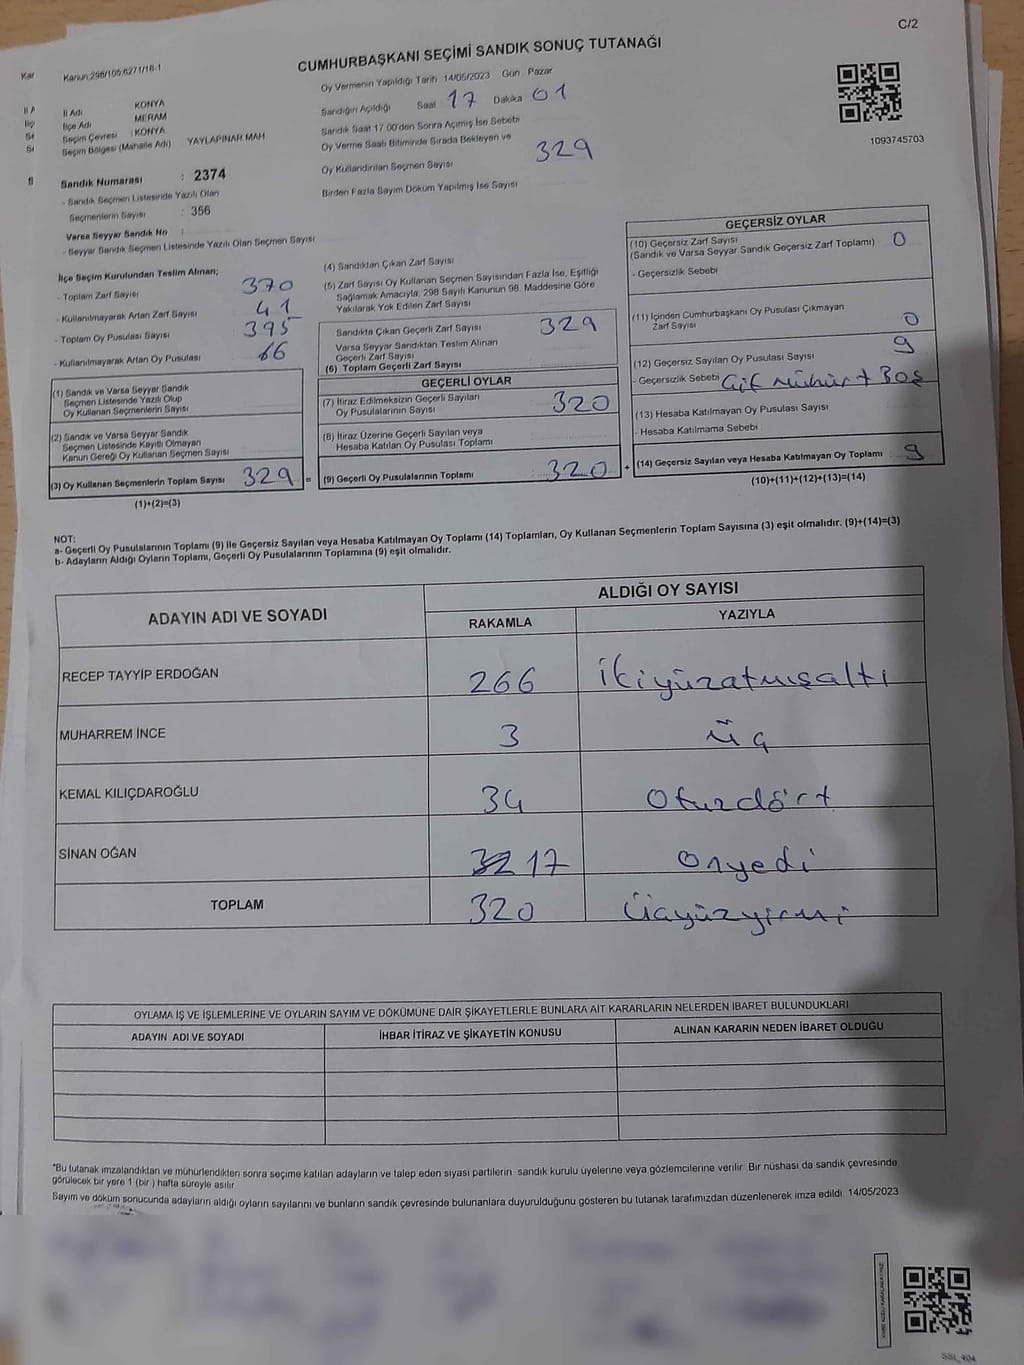 C/2
Kanun:298/105;6271/18-1
CUMHURBAŞKANI SEÇİMİ SANDIK SONUÇ TUTANAĞI
İl Adı KONYA
İlçe Adı MERAM
Seçim Çevresi : KONYA
Seçim Bölgesi (Mahalle Adı) YAYLAPINAR MAH
Sandık Numarası : 2374
- Sandık Seçmen Listesinde Yazılı Olan
Seçmenlerin Sayısı : 356
Varsa Seyyar Sandık No :
- Seyyar Sandık Seçmen Listesinde Yazılı Olan Seçmen Sayısı
Oy Vermenin Yapıldığı Tarih 14/05/2023 Gün : Pazar
Sandığın Açıldığı Saat 17 Dakika 01
Sandık Saat 17.00'den Sonra Açımış İse Sebebi
Oy Verme Saati Bitiminde Sırada Bekleyen ve
Oy Kullandırılan Seçmen Sayısı 329
Birden Fazla Sayım Döküm Yapılmış İse Sayısı
1093745703
İlçe Seçim Kurulundan Teslim Alınan;
- Toplam Zarf Sayısı 370
- Kullanılmayarak Artan Zarf Sayısı 41
- Toplam Oy Pusulası Sayısı 395
- Kullanılmayarak Artan Oy Pusulası 66
(1) Sandık ve Varsa Seyyar Sandık
Seçmen Listesinde Yazılı Olup
Oy Kullanan Seçmenlerin Sayısı
(2) Sandık ve Varsa Seyyar Sandık
Seçmen Listesinde Kayıtlı Olmayan
Kanun Gereği Oy Kullanan Seçmen Sayısı
(3) Oy Kullanan Seçmenlerin Toplam Sayısı 329 =
(1)+(2)=(3)
(4) Sandıktan Çıkan Zarf Sayısı
(5) Zarf Sayısı Oy Kullanan Seçmen Sayısından Fazla İse, Eşitliği
Sağlamak Amacıyla, 298 Sayılı Kanunun 98. Maddesine Göre
Yakılarak Yok Edilen Zarf Sayısı
Sandıkta Çıkan Geçerli Zarf Sayısı 329
Varsa Seyyar Sandıktan Teslim Alınan
Geçerli Zarf Sayısı
(6) Toplam Geçerli Zarf Sayısı
GEÇERLİ OYLAR
(7) İtiraz Edilmeksizin Geçerli Sayılan
Oy Pusulalarının Sayısı 320
(8) İtiraz Üzerine Geçerli Sayılan veya
Hesaba Katılan Oy Pusulası Toplamı
(9) Geçerli Oy Pusulalarının Toplamı 320 +
GEÇERSİZ OYLAR
(10) Geçersiz Zarf Sayısı 0
(Sandık ve Varsa Seyyar Sandık Geçersiz Zarf Toplamı)
- Geçersizlik Sebebi
(11) İçinden Cumhurbaşkanı Oy Pusulası Çıkmayan
Zarf Sayısı 0
(12) Geçersiz Sayılan Oy Pusulası Sayısı 9
- Geçersizlik Sebebi Çift Mühür + Boş
(13) Hesaba Katılmayan Oy Pusulası Sayısı
- Hesaba Katılmama Sebebi
(14) Geçersiz Sayılan veya Hesaba Katılmayan Oy Toplamı 9
(10)+(11)+(12)+(13)=(14)
NOT:
a- Geçerli Oy Pusulalarının Toplamı (9) ile Geçersiz Sayılan veya Hesaba Katılmayan Oy Toplamı (14) Toplamları, Oy Kullanan Seçmenlerin Toplam Sayısına (3) eşit olmalıdır. (9)+(14)=(3)
b- Adayların Aldığı Oyların Toplamı, Geçerli Oy Pusulalarının Toplamına (9) eşit olmalıdır.
ADAYIN ADI VE SOYADI
ALDIĞI OY SAYISI
RAKAMLA YAZIYLA
RECEP TAYYİP ERDOĞAN 266 ikiyüzatmışaltı
MUHARREM İNCE 3 üç
KEMAL KILIÇDAROĞLU 34 Otuzdört
SİNAN OĞAN 17 Onyedi
TOPLAM 320 Üçyüzyirmi
OYLAMA İŞ VE İŞLEMLERİNE VE OYLARIN SAYIM VE DÖKÜMÜNE DAİR ŞİKAYETLERLE BUNLARA AİT KARARLARIN NELERDEN İBARET BULUNDUKLARI
ADAYIN ADI VE SOYADI İHBAR İTİRAZ VE ŞİKAYETİN KONUSU ALINAN KARARIN NEDEN İBARET OLDUĞU
*Bu tutanak imzalandıktan ve mühürlendikten sonra seçime katılan adayların ve talep eden siyasi partilerin sandık kurulu üyelerine veya gözlemcilerine verilir. Bir nüshası da sandık çevresinde
görülecek bir yere 1 (bir) hafta süreyle asılır.
Sayım ve döküm sonucunda adayların aldığı oyların sayılarını ve bunların sandık çevresinde bulunanlara duyurulduğunu gösteren bu tutanak tarafımızdan düzenlenerek imza edildi. 14/05/2023